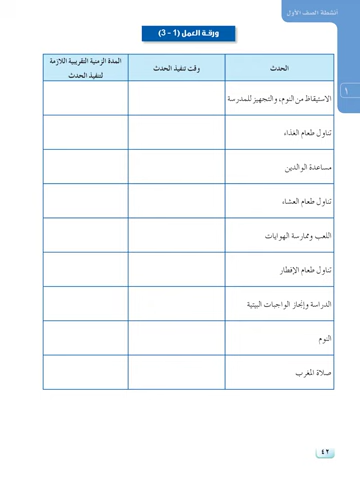 أنشطة الصف الأول
ورقة العمل (1 - 3)
١
الحدث
وقت تنفيذ الحدث
المدة الزمنية التقريبية اللازمة
لتنفيذ الحدث
الاستيقاظ من النوم، والتجهيز للمدرسة
تناول طعام الغداء
مساعدة الوالدين
تناول طعام العشاء
اللعب وممارسة الهوايات
تناول طعام الإفطار
الدراسة وإنجاز الواجبات البيتية
النوم
صلاة المغرب
٤٢